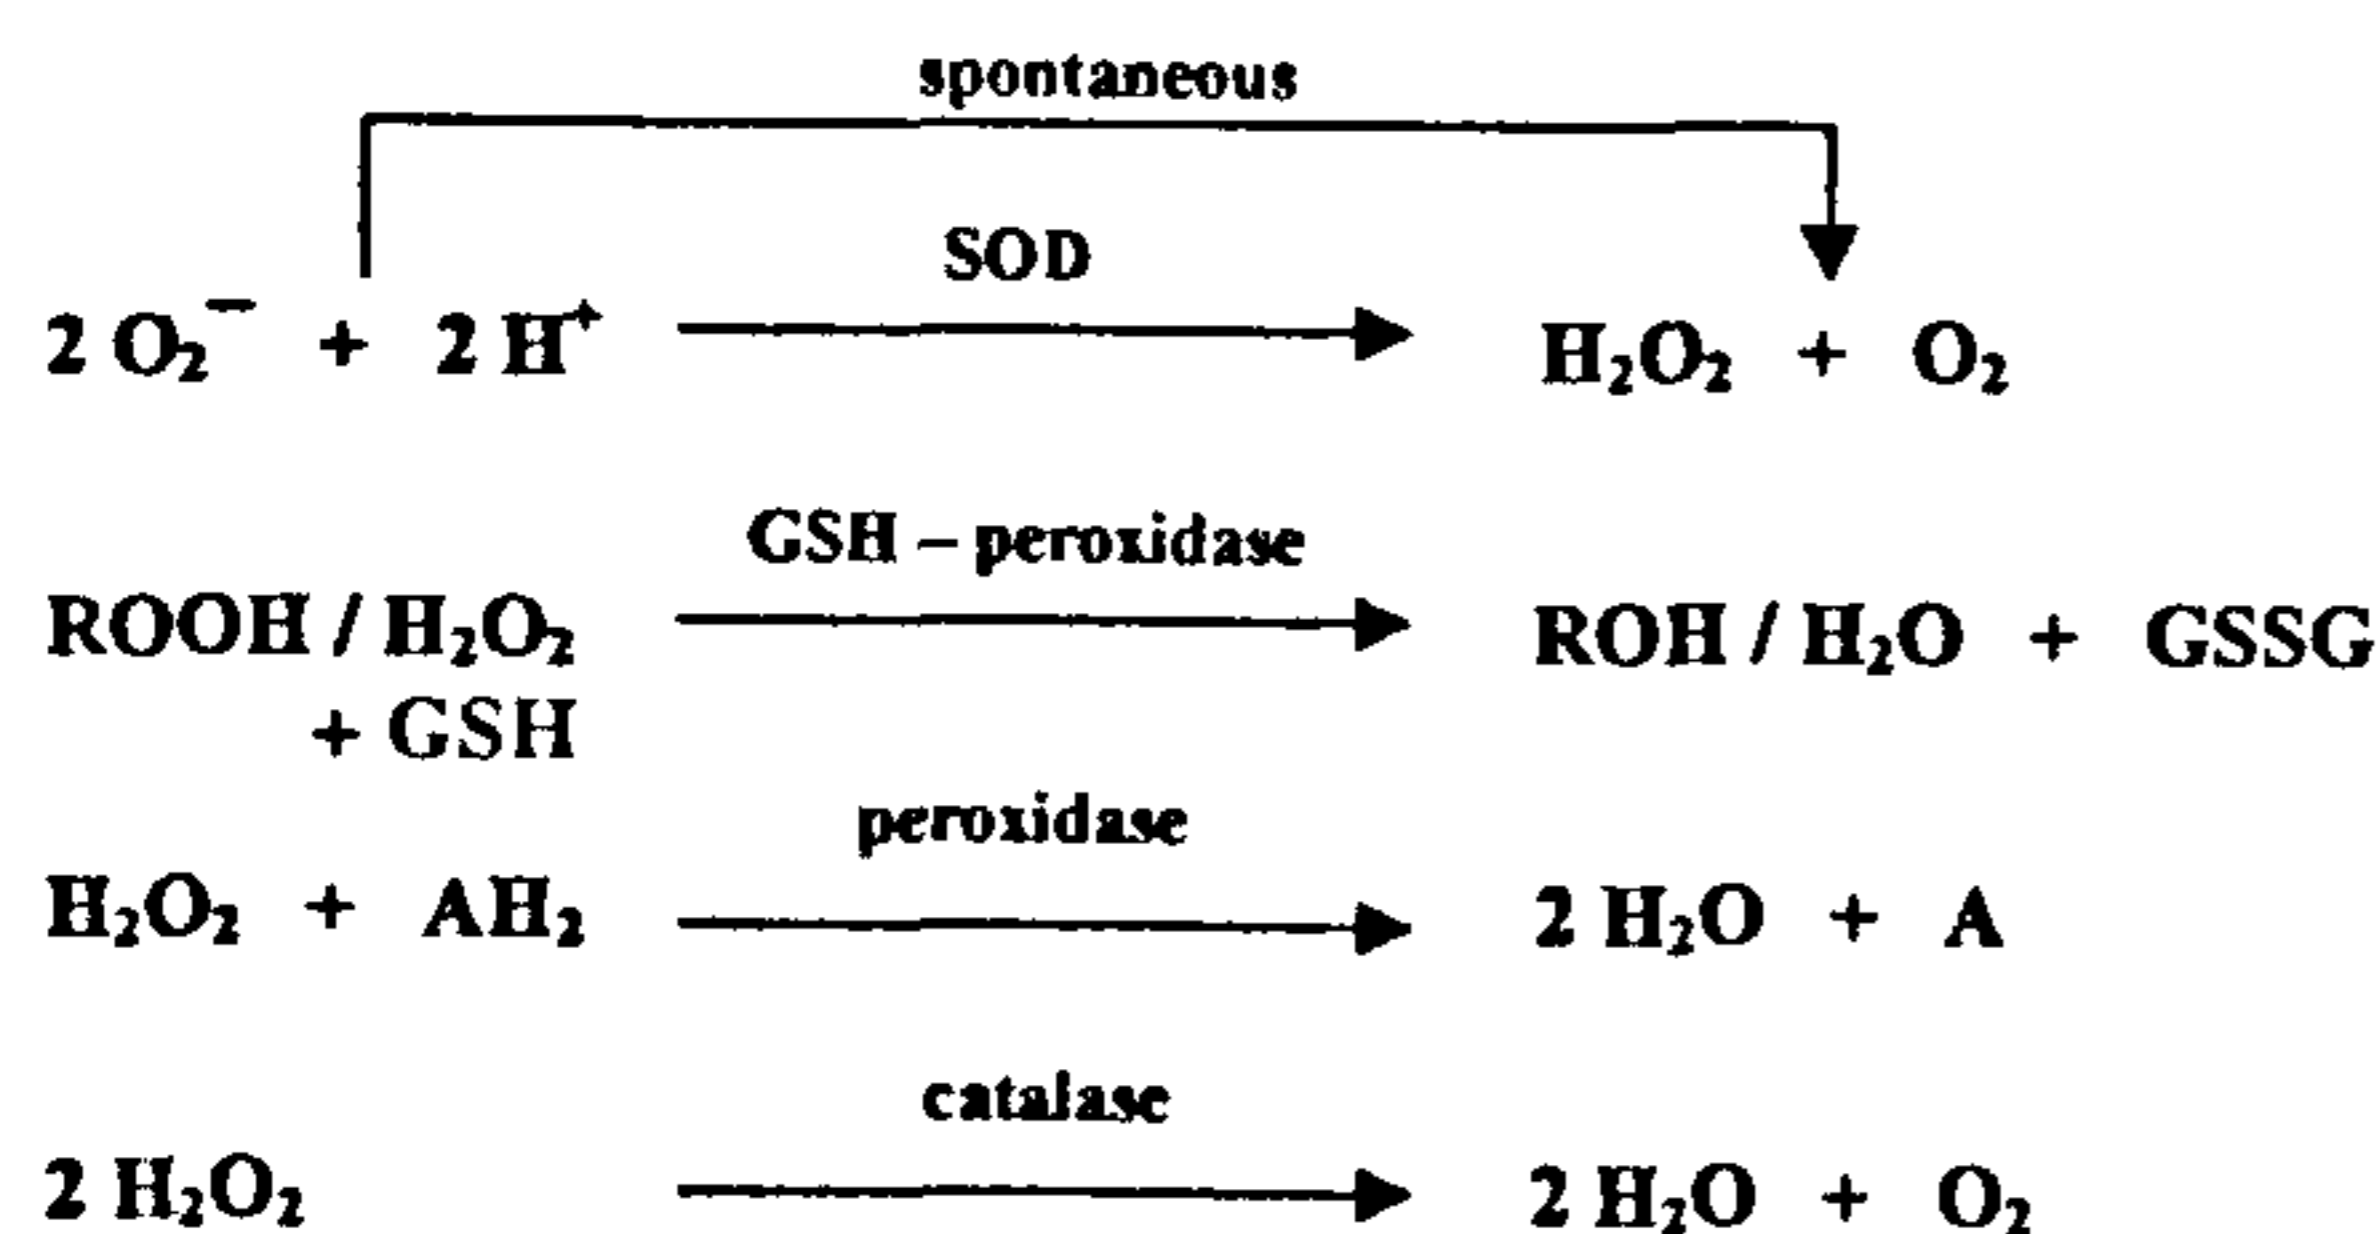 spontaneous
SOD
2 O₂⁻ + 2 H⁺ H₂O₂ + O₂
GSH – peroxidase
ROOH / H₂O₂ ROH / H₂O + GSSG
+ GSH
peroxidase
H₂O₂ + AH₂ 2 H₂O + A
catalase
2 H₂O₂ 2 H₂O + O₂